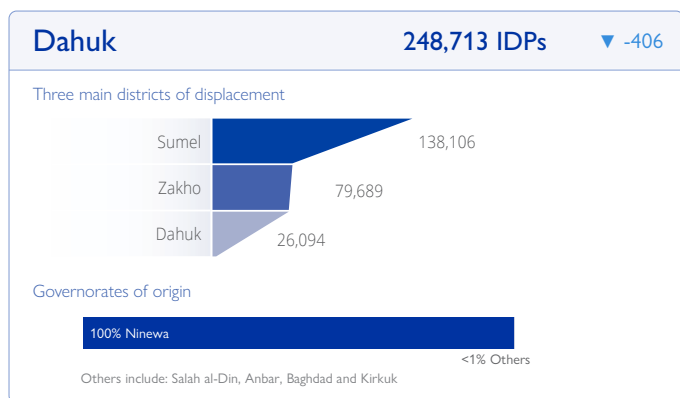 Dahuk 248,713 IDPs ▼ -406
Three main districts of displacement
Sumel 138,106
Zakho 79,689
Dahuk 26,094
Governorates of origin
100% Ninewa
<1% Others
Others include: Salah al-Din, Anbar, Baghdad and Kirkuk